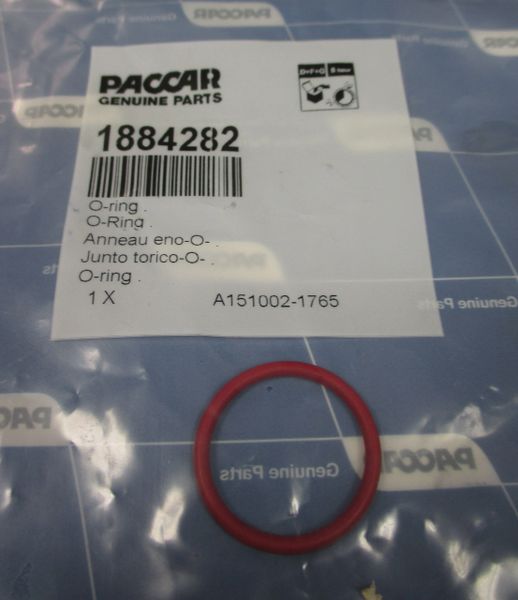 PACCAR
GENUINE PARTS
D+F+G
1884282
O-ring .
O-Ring .
Anneau eno-O- .
Junto torico-O- .
O-ring .
1 X A151002-1765
PACCAR
Genuine Parts
PACCAR
Genuine Parts